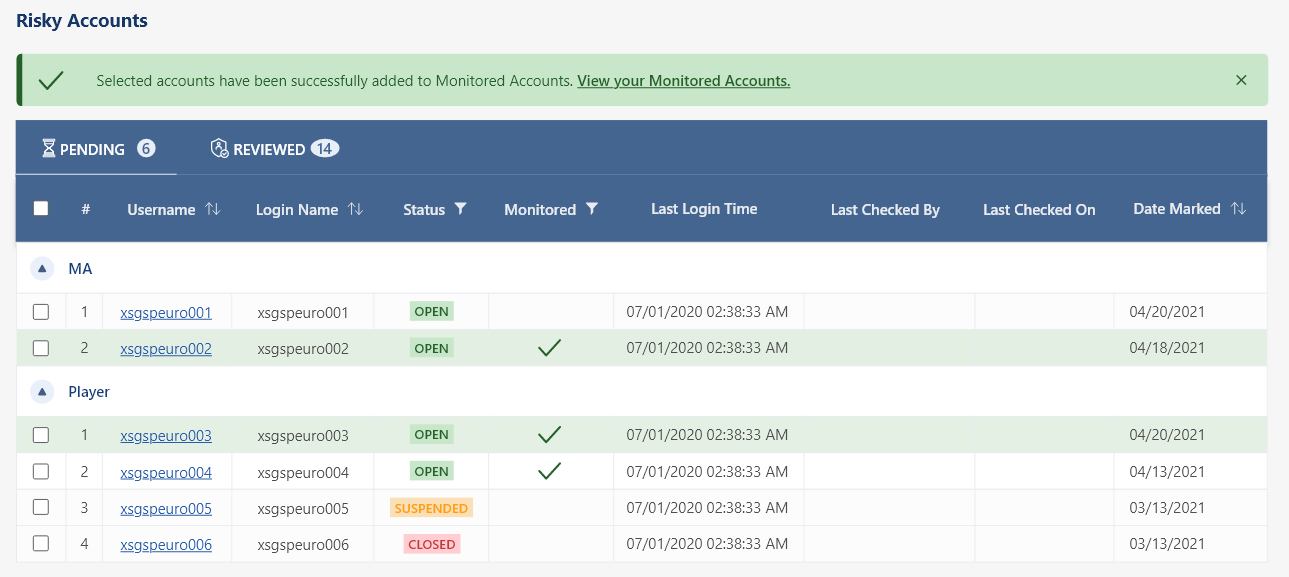 Risky Accounts
Selected accounts have been successfully added to Monitored Accounts. View your Monitored Accounts.
PENDING 6 REVIEWED 14
# Username Login Name Status Monitored Last Login Time Last Checked By Last Checked On Date Marked
MA
1 xsgspeuro001 xsgspeuro001 OPEN 07/01/2020 02:38:33 AM 04/20/2021
2 xsgspeuro002 xsgspeuro002 OPEN 07/01/2020 02:38:33 AM 04/18/2021
Player
1 xsgspeuro003 xsgspeuro003 OPEN 07/01/2020 02:38:33 AM 04/20/2021
2 xsgspeuro004 xsgspeuro004 OPEN 07/01/2020 02:38:33 AM 04/13/2021
3 xsgspeuro005 xsgspeuro005 SUSPENDED 07/01/2020 02:38:33 AM 03/13/2021
4 xsgspeuro006 xsgspeuro006 CLOSED 07/01/2020 02:38:33 AM 03/13/2021